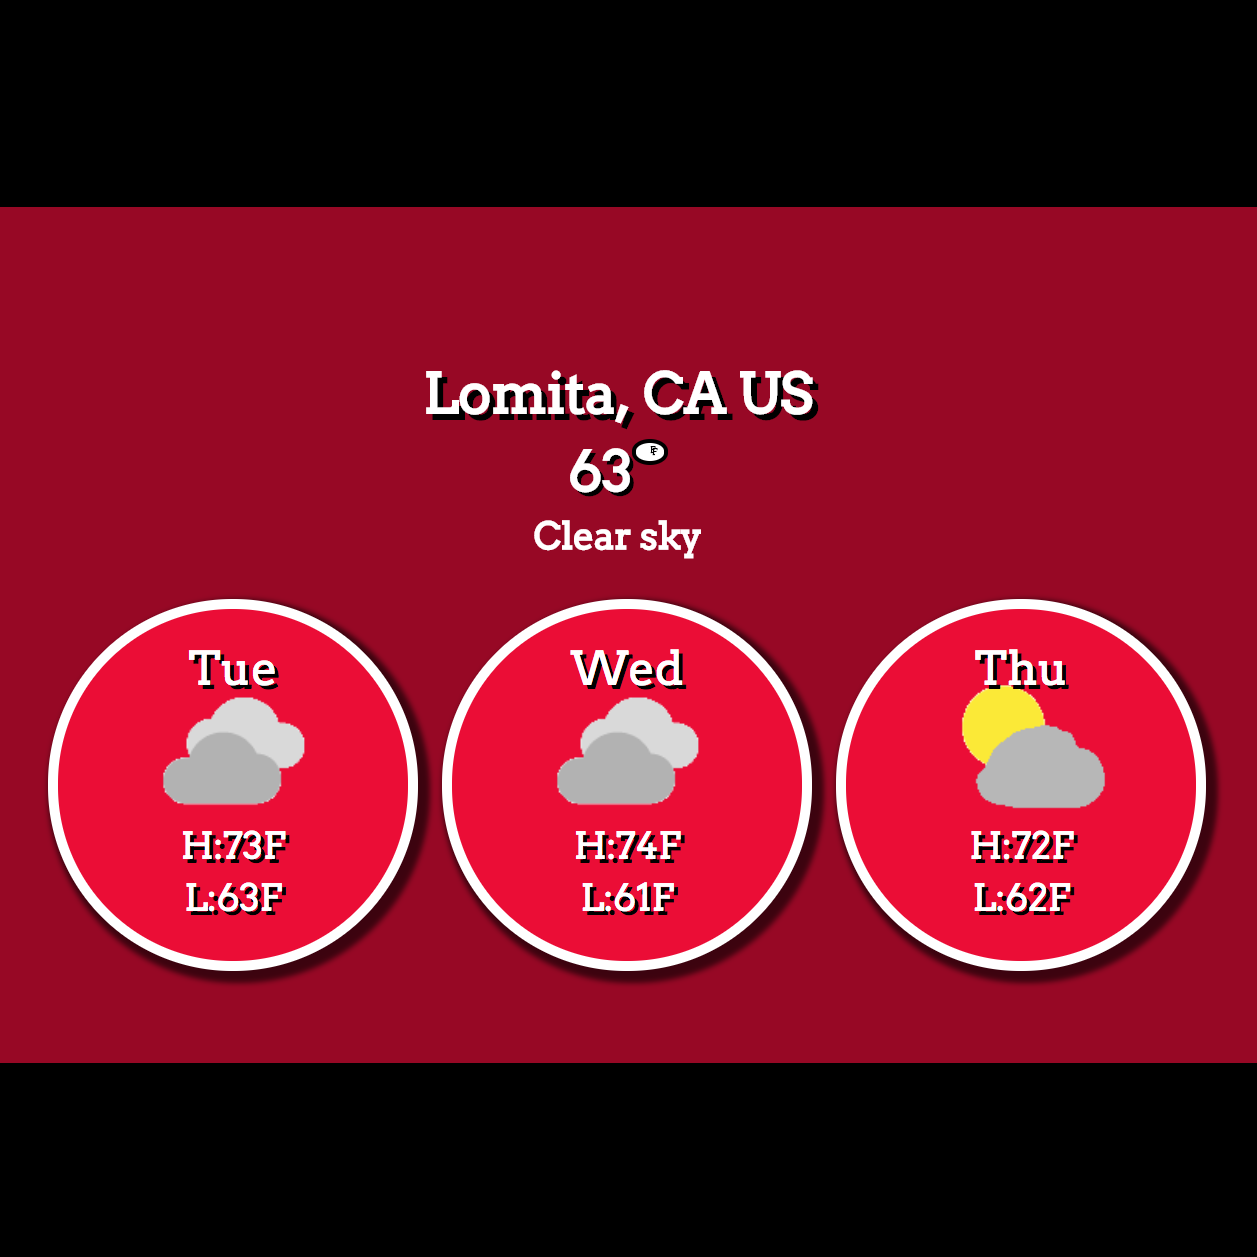 Lomita, CA US
63°F
Clear sky
Tue
H:73F
L:63F
Wed
H:74F
L:61F
Thu
H:72F
L:62F